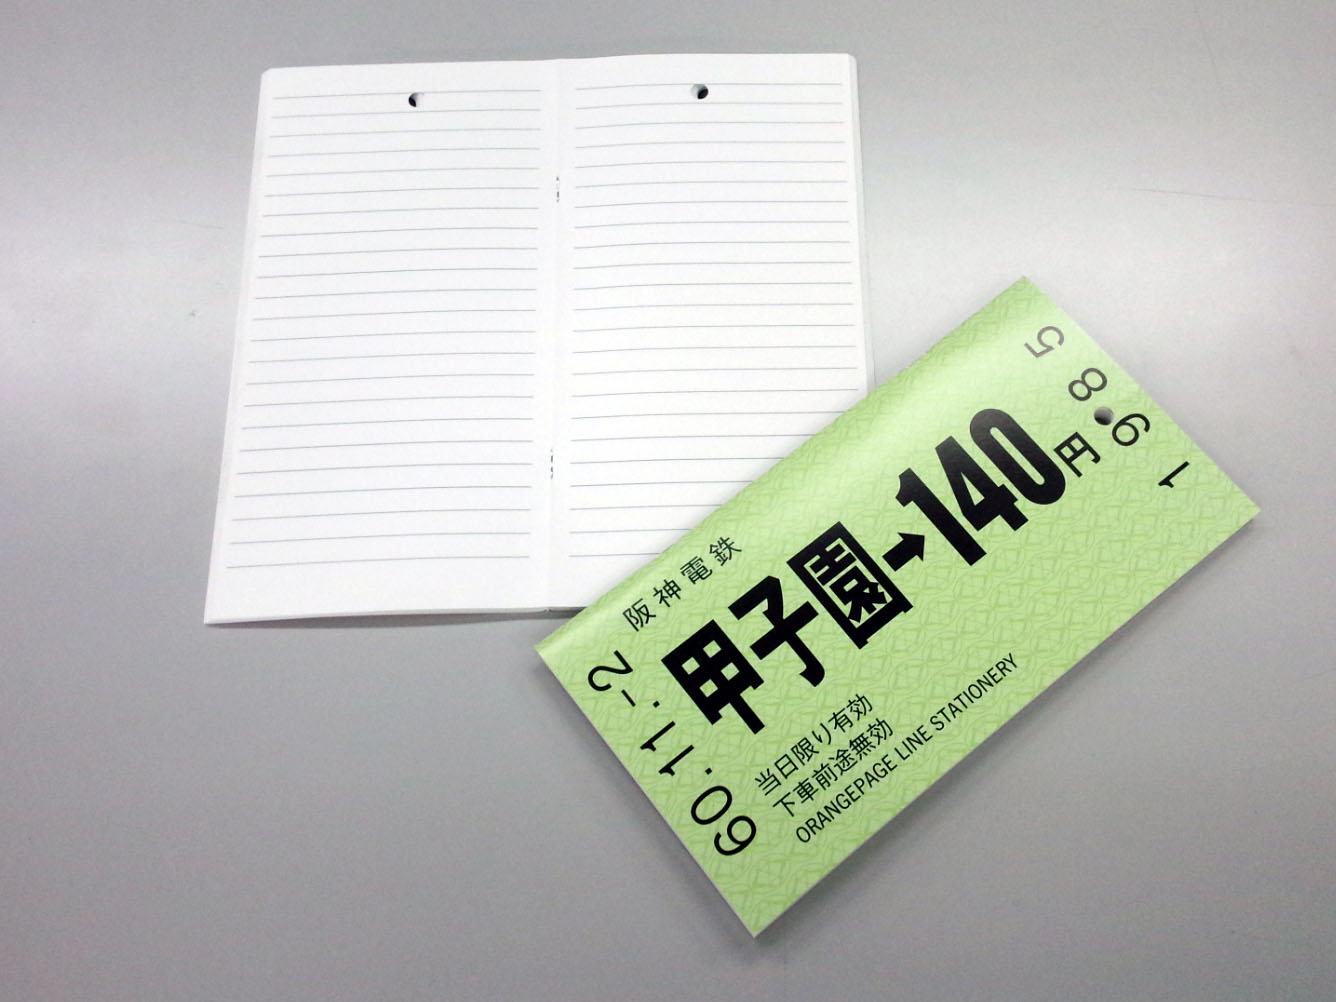 阪神電鉄
甲子園→140円
当日限り有効
下車前途無効
ORANGEPAGE LINE STATIONERY
60.11.-2
1985